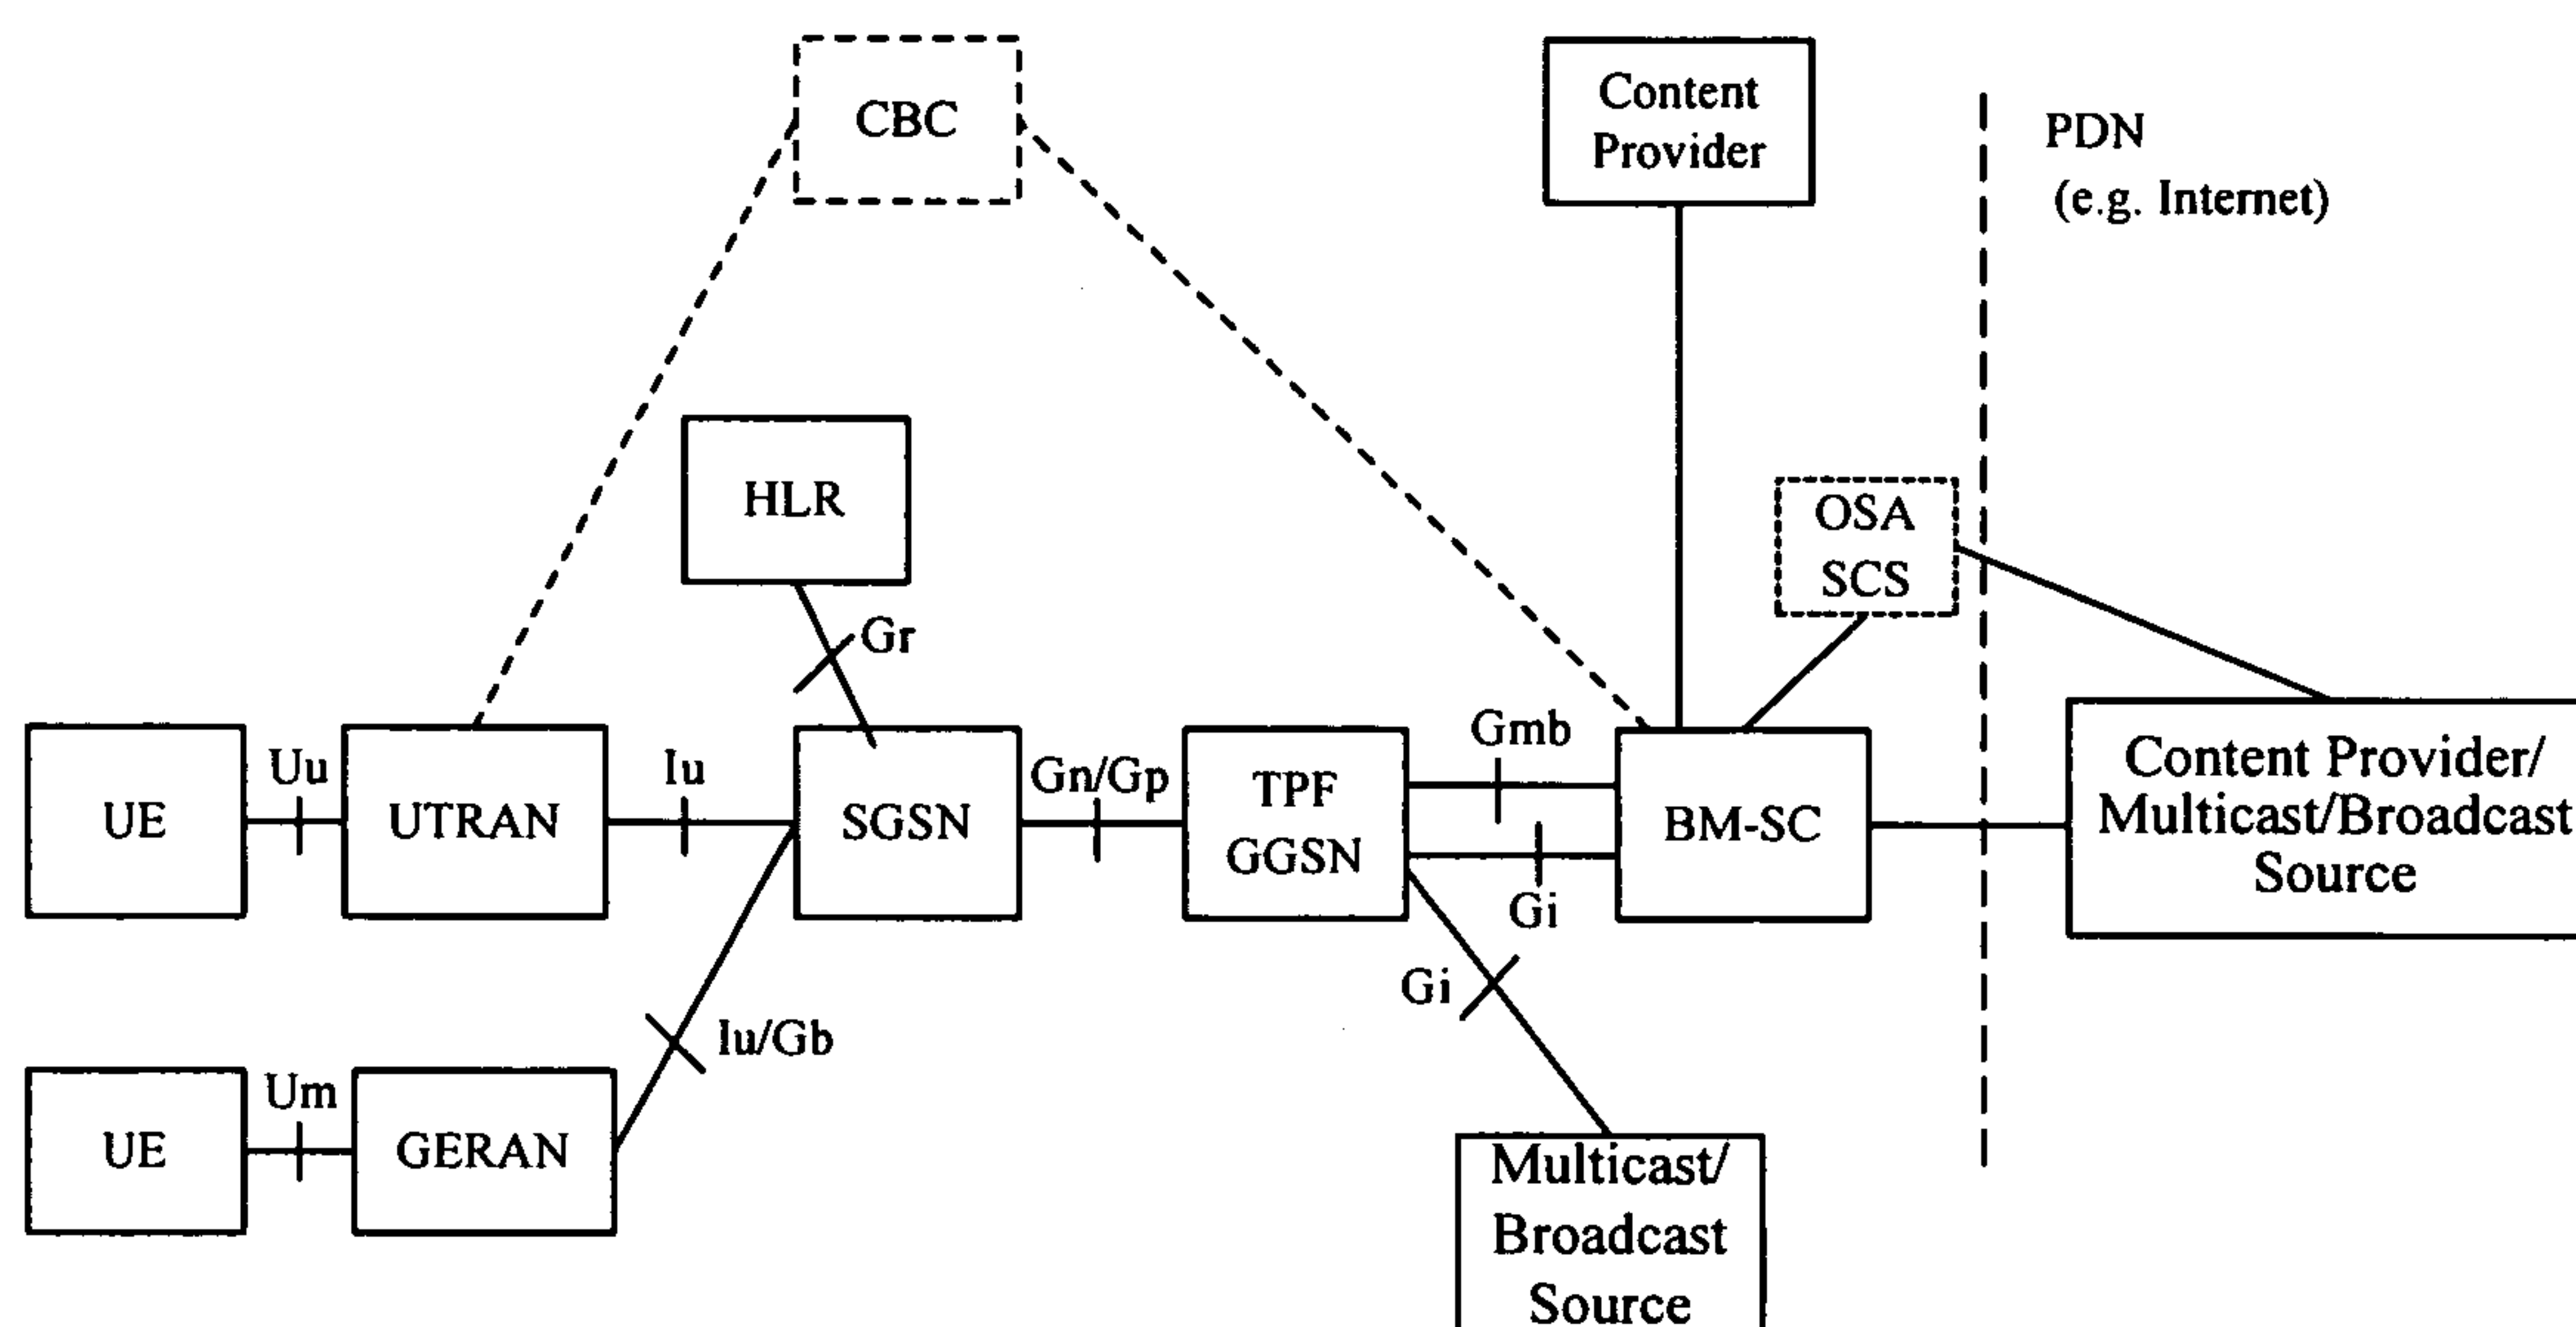 CBC
Content
Provider
PDN
(e.g. Internet)
HLR
OSA
SCS
Gr
UE
Uu
UTRAN
Iu
SGSN
Gn/Gp
TPF
GGSN
Gmb
Gi
BM-SC
Content Provider/
Multicast/Broadcast
Source
Gi
Iu/Gb
UE
Um
GERAN
Multicast/
Broadcast
Source